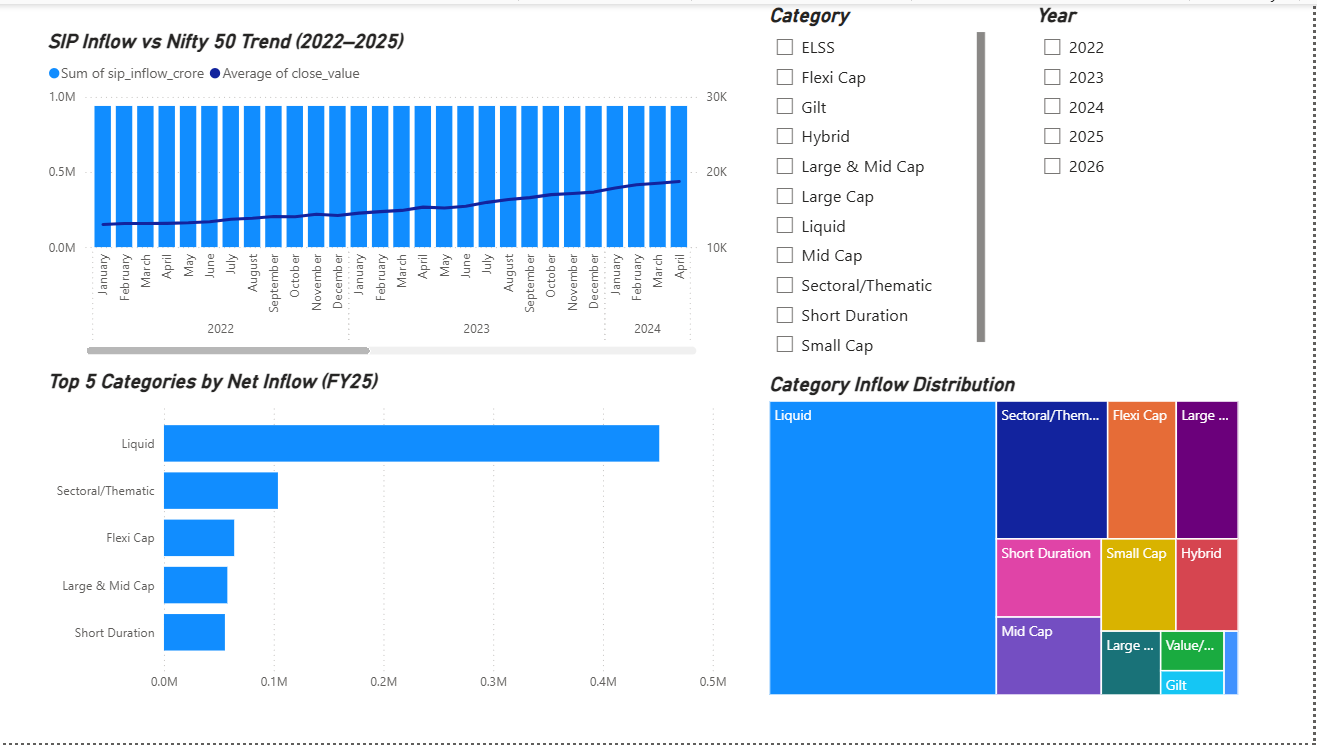 SIP Inflow vs Nifty 50 Trend (2022–2025)
Sum of sip_inflow_crore Average of close_value
1.0M
0.5M
0.0M
30K
20K
10K
January
February
March
April
May
June
July
August
September
October
November
December
January
February
March
April
May
June
July
August
September
October
November
December
January
February
March
April
2022
2023
2024
Category
ELSS
Flexi Cap
Gilt
Hybrid
Large & Mid Cap
Large Cap
Liquid
Mid Cap
Sectoral/Thematic
Short Duration
Small Cap
Year
2022
2023
2024
2025
2026
Top 5 Categories by Net Inflow (FY25)
Liquid
Sectoral/Thematic
Flexi Cap
Large & Mid Cap
Short Duration
0.0M 0.1M 0.2M 0.3M 0.4M 0.5M
Category Inflow Distribution
Liquid
Sectoral/Them...
Flexi Cap
Large ...
Short Duration
Small Cap
Hybrid
Mid Cap
Large ...
Value/...
Gilt